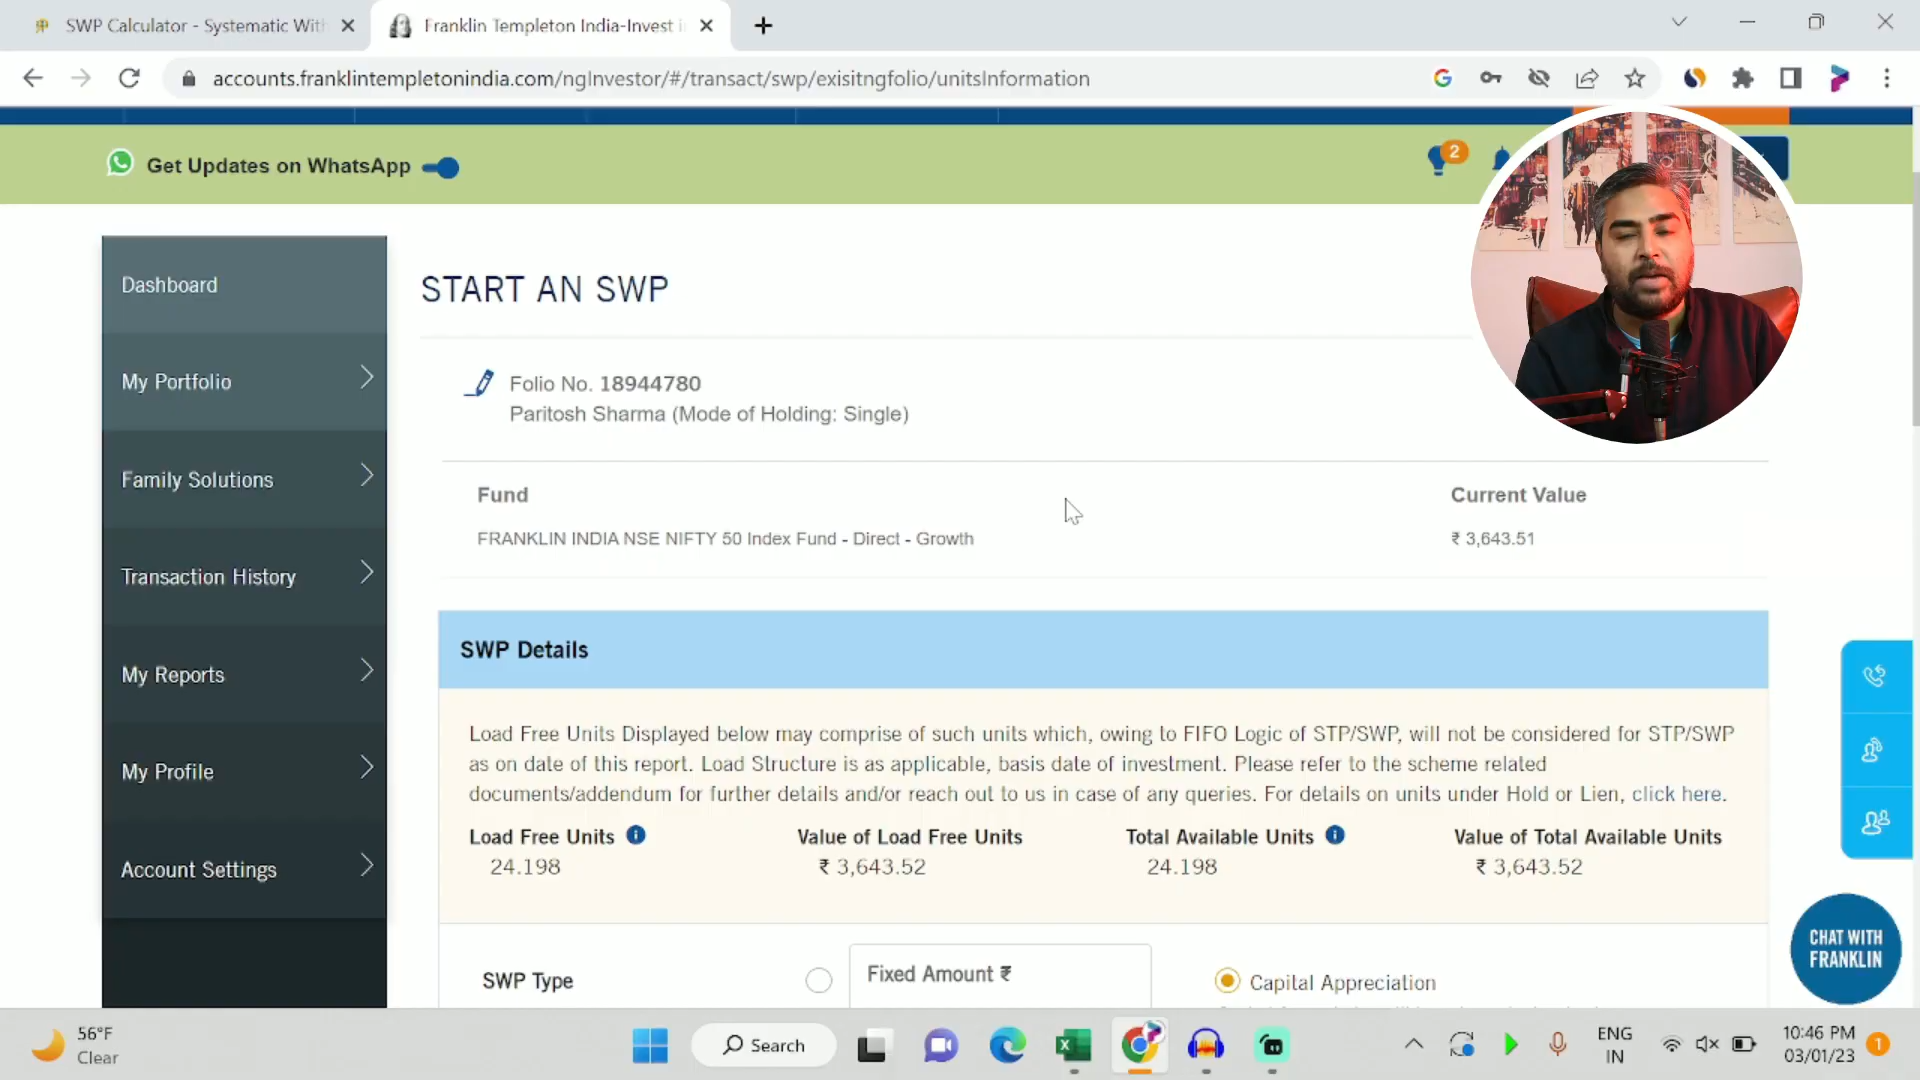 SWP Calculator - Systematic With
Franklin Templeton India-Invest i
accounts.franklintempletonindia.com/ngInvestor/#/transact/swp/exisitngfolio/unitsInformation
Get Updates on WhatsApp
2
Dashboard
My Portfolio
Family Solutions
Transaction History
My Reports
My Profile
Account Settings
START AN SWP
Folio No. 18944780
Paritosh Sharma (Mode of Holding: Single)
Fund Current Value
FRANKLIN INDIA NSE NIFTY 50 Index Fund - Direct - Growth ₹ 3,643.51
SWP Details
Load Free Units Displayed below may comprise of such units which, owing to FIFO Logic of STP/SWP, will not be considered for STP/SWP
as on date of this report. Load Structure is as applicable, basis date of investment. Please refer to the scheme related
documents/addendum for further details and/or reach out to us in case of any queries. For details on units under Hold or Lien, click here.
Load Free Units Value of Load Free Units Total Available Units Value of Total Available Units
24.198 ₹ 3,643.52 24.198 ₹ 3,643.52
SWP Type Fixed Amount ₹ Capital Appreciation
CHAT WITH
FRANKLIN
56°F
Clear
Search
ENG
IN
10:46 PM
03/01/23
1